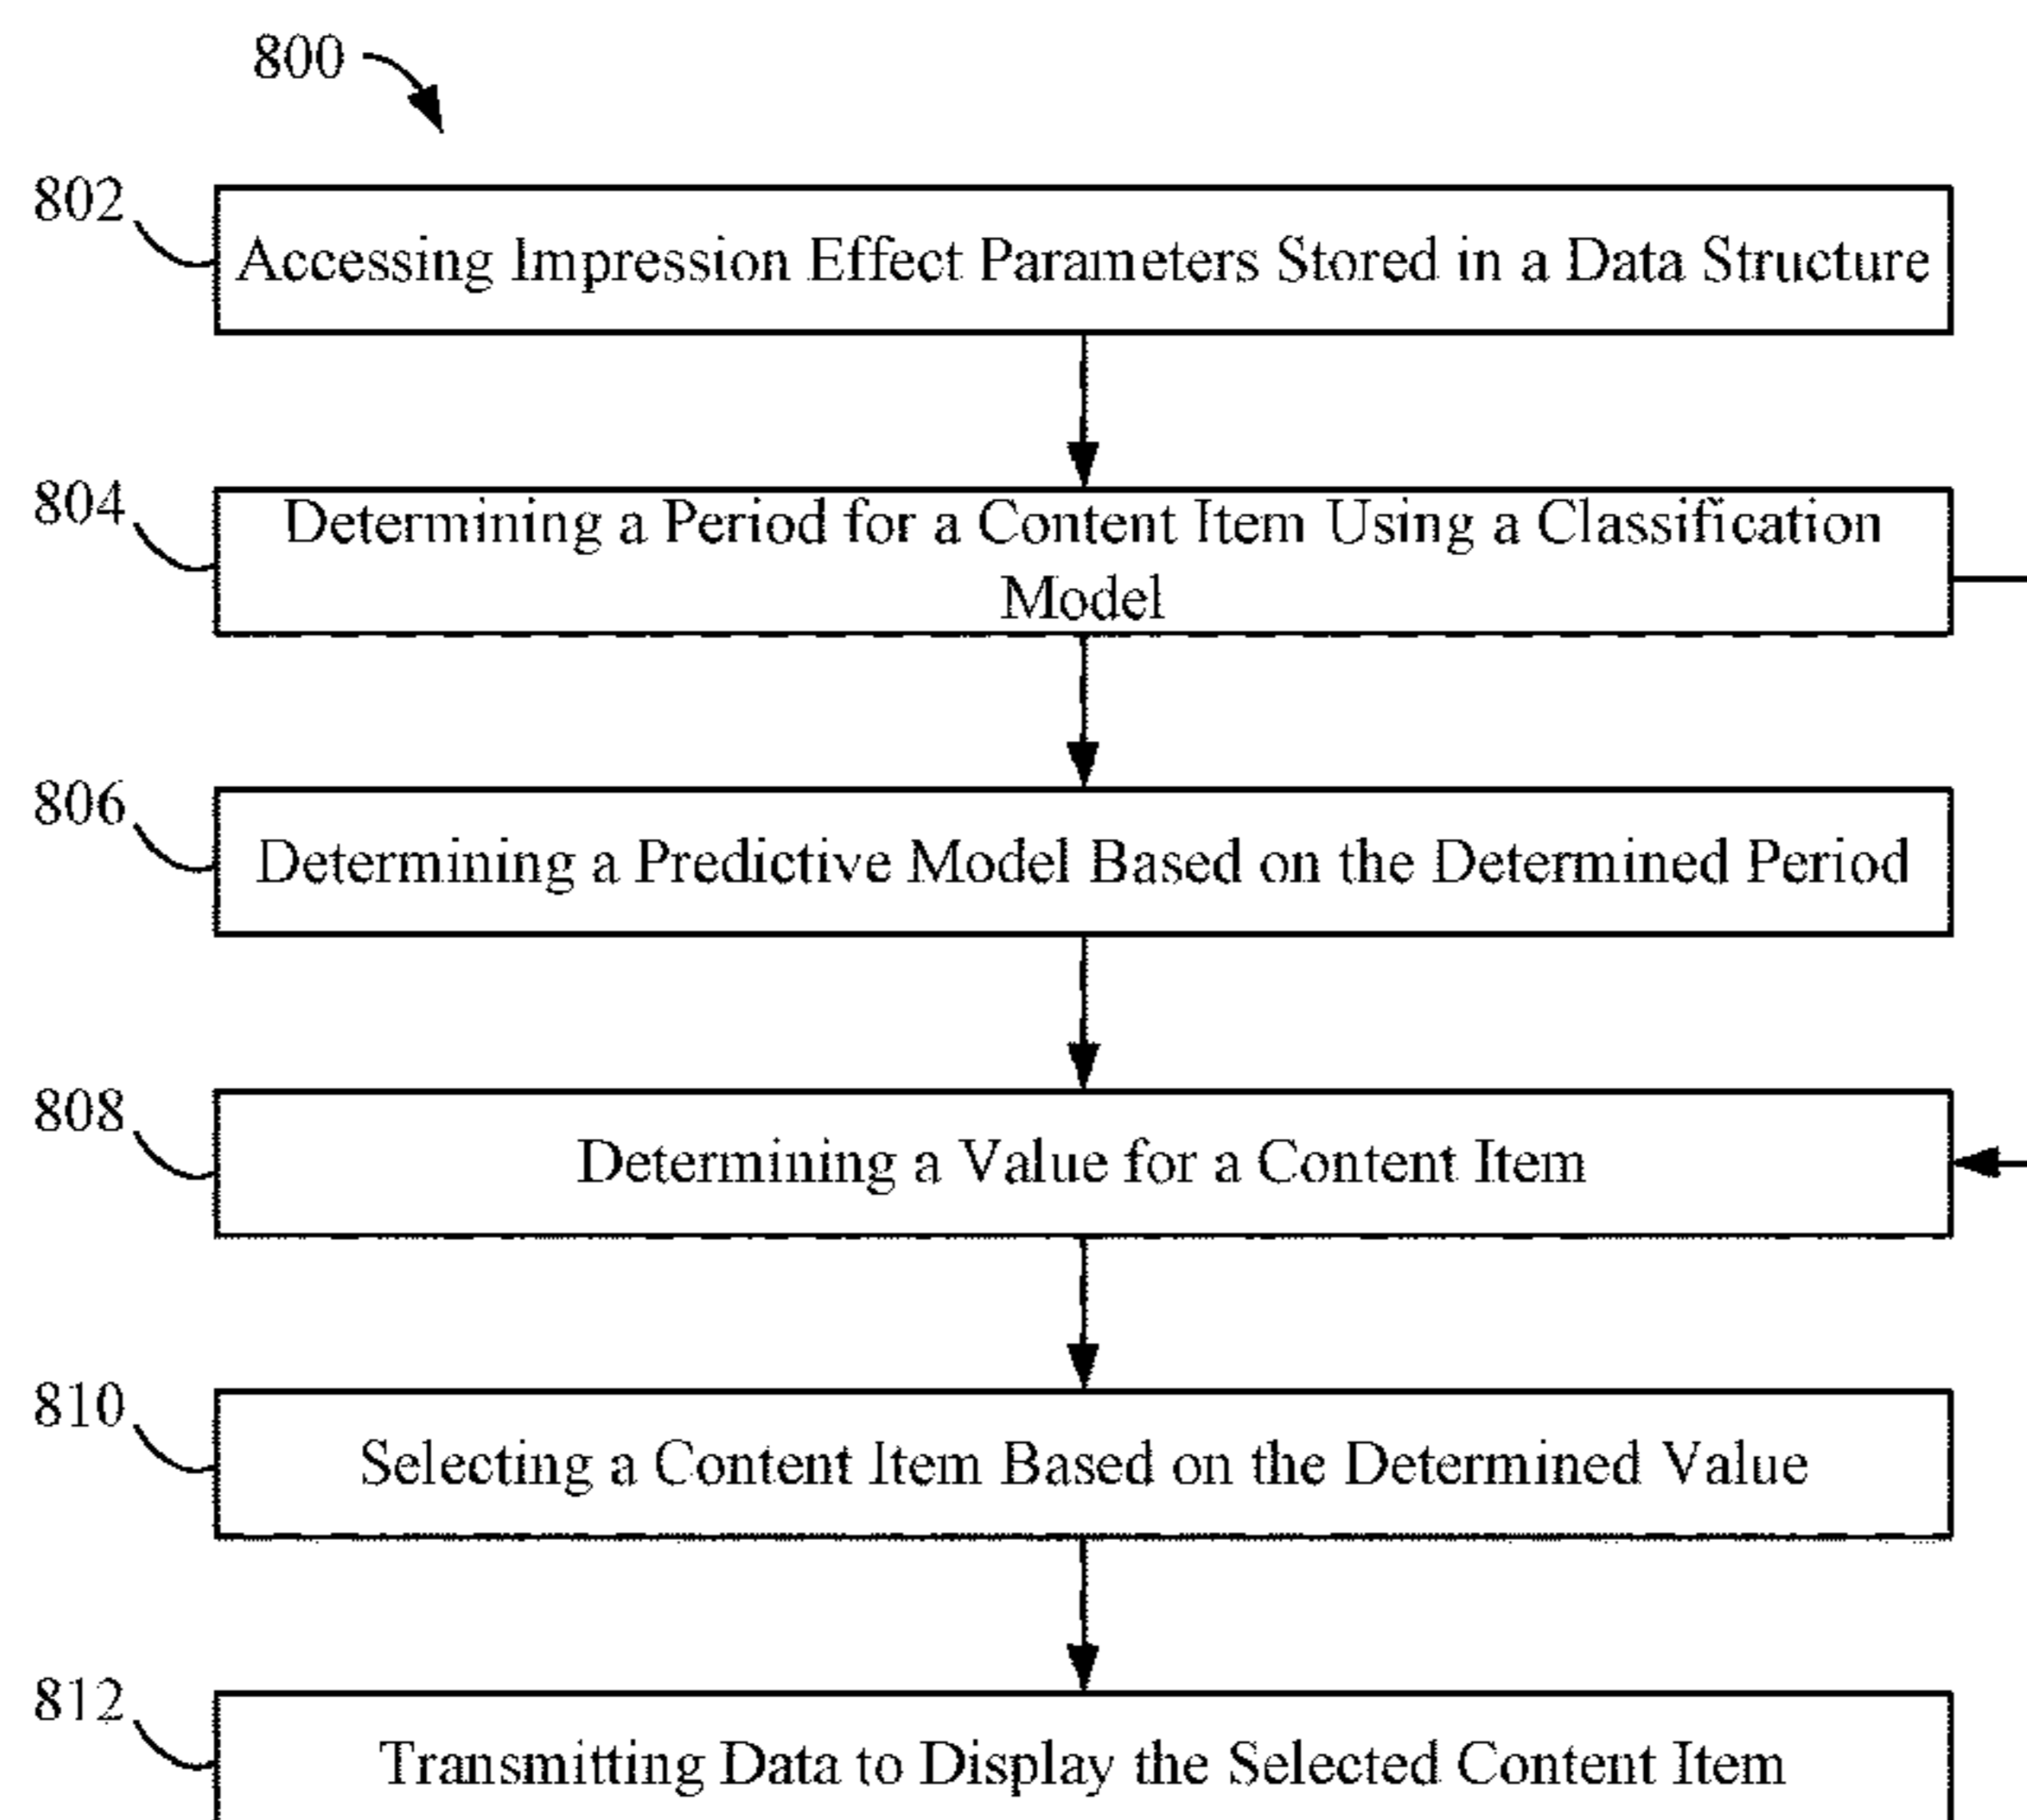 800
802
Accessing Impression Effect Parameters Stored in a Data Structure
804
Determining a Period for a Content Item Using a Classification
Model
806
Determining a Predictive Model Based on the Determined Period
808
Determining a Value for a Content Item
810
Selecting a Content Item Based on the Determined Value
812
Transmitting Data to Display the Selected Content Item